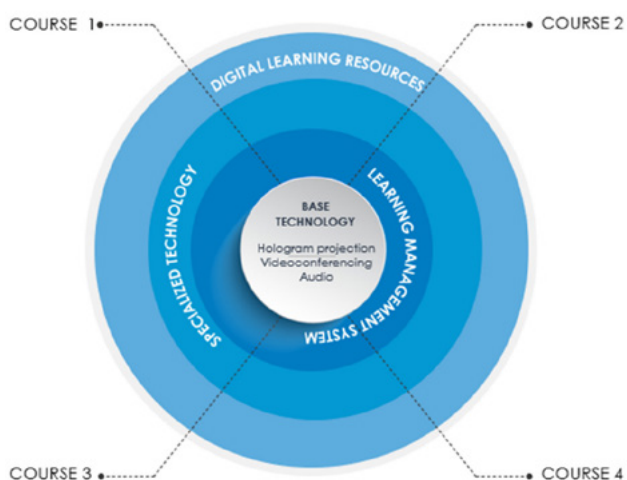 COURSE 1
COURSE 2
DIGITAL LEARNING RESOURCES
SPECIALIZED TECHNOLOGY
LEARNING MANAGEMENT SYSTEM
BASE
TECHNOLOGY
Hologram projection
Videoconferencing
Audio
COURSE 3
COURSE 4